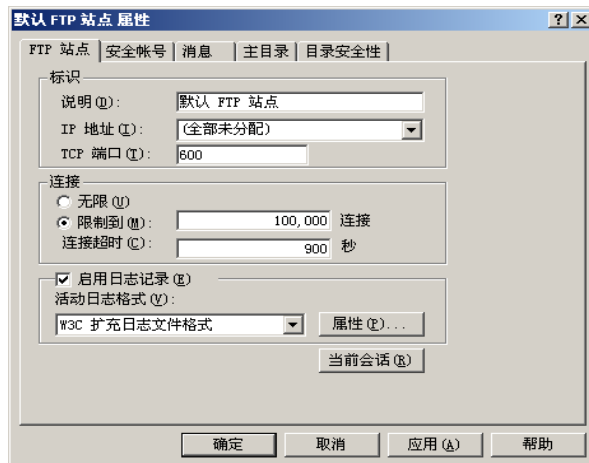 默认 FTP 站点 属性
FTP 站点 安全帐号 消息 主目录 目录安全性
标识
说明(D): 默认 FTP 站点
IP 地址(I): (全部未分配)
TCP 端口(T): 600
连接
无限(U)
限制到(M): 100,000 连接
连接超时(C): 900 秒
启用日志记录(E)
活动日志格式(V):
W3C 扩充日志文件格式 属性(P)...
当前会话(R)
确定 取消 应用(A) 帮助